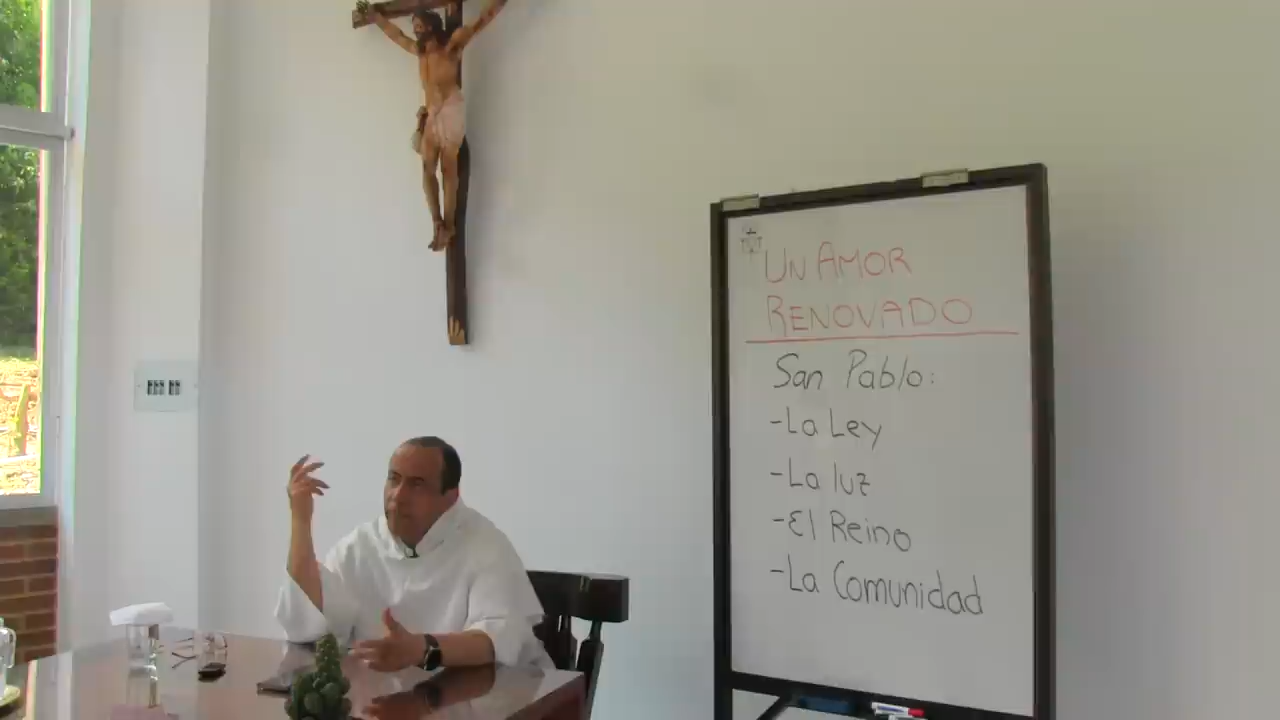 UN AMOR
RENOVADO
San Pablo:
-La Ley
-La luz
-El Reino
-La Comunidad